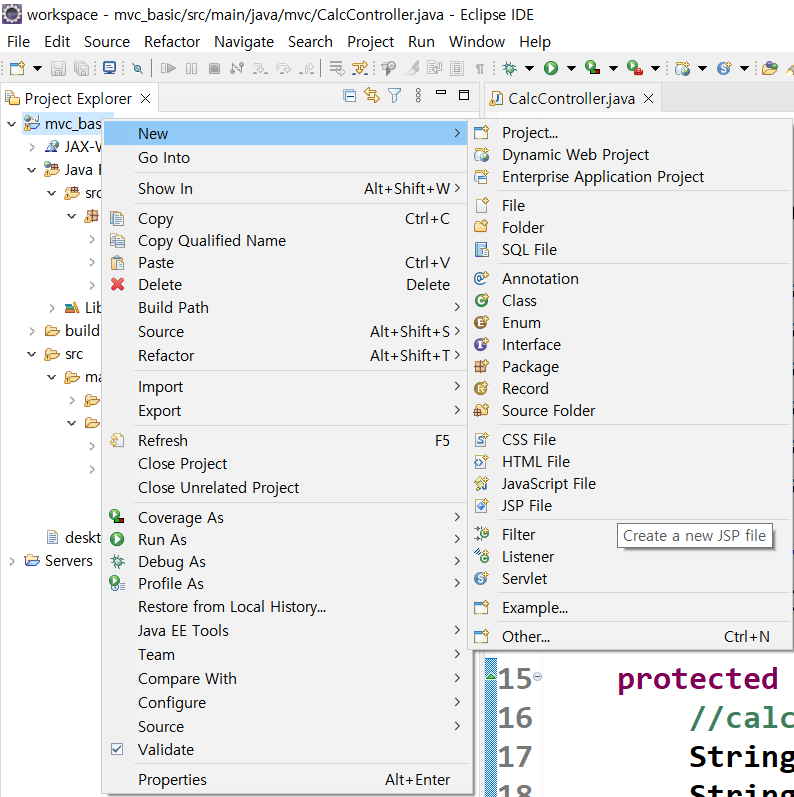 workspace - mvc_basic/src/main/java/mvc/CalcController.java - Eclipse IDE
File Edit Source Refactor Navigate Search Project Run Window Help
Project Explorer
CalcController.java
mvc_bas
JAX-W
Java
src
Lib
build
src
ma
deskt
Servers
New
Go Into
Show In Alt+Shift+W
Copy Ctrl+C
Copy Qualified Name
Paste Ctrl+V
Delete Delete
Build Path
Source Alt+Shift+S
Refactor Alt+Shift+T
Import
Export
Refresh F5
Close Project
Close Unrelated Project
Coverage As
Run As
Debug As
Profile As
Restore from Local History...
Java EE Tools
Team
Compare With
Configure
Source
Validate
Properties Alt+Enter
Project...
Dynamic Web Project
Enterprise Application Project
File
Folder
SQL File
Annotation
Class
Enum
Interface
Package
Record
Source Folder
CSS File
HTML File
JavaScript File
JSP File
Filter
Listener
Servlet
Example...
Other... Ctrl+N
Create a new JSP file
15 protected
16 //calc
17 String
18 String